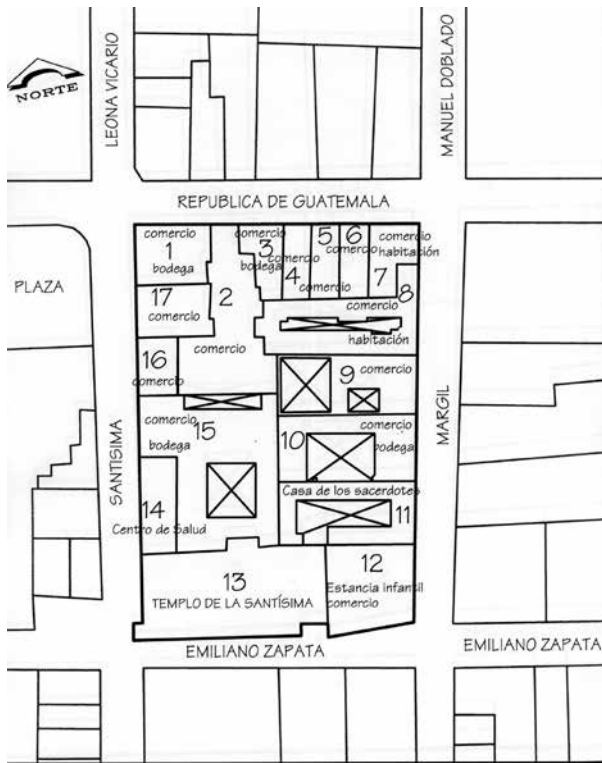 NORTE
LEONA VICARIO
MANUEL DOBLADO
REPUBLICA DE GUATEMALA
PLAZA
comercio
1
bodega
2
comercio
comercio
3
bodega
comercio
4
5
comercio
6
comercio
comercio
habitación
7
8
habitación
17
comercio
16
comercio
9
comercio
comercio
15
bodega
10
comercio
bodega
Casa de los sacerdotes
11
14
Centro de Salud
13
TEMPLO DE LA SANTÍSIMA
12
Estancia infantil
comercio
SANTISIMA
MARGIL
EMILIANO ZAPATA
EMILIANO ZAPATA